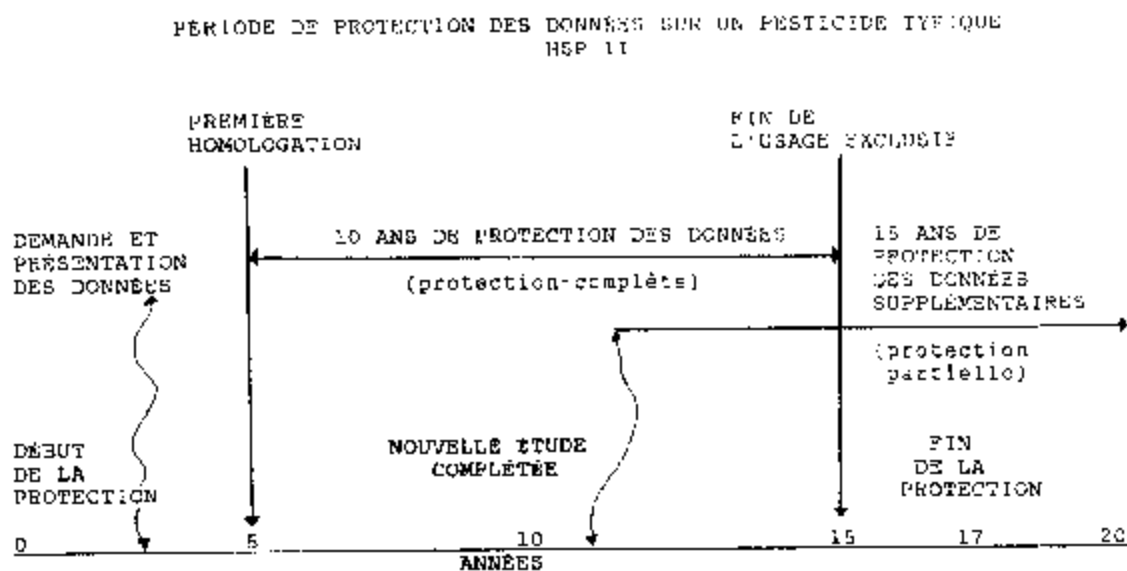 PÉRIODE DE PROTECTION DES DONNÉES SUR UN PESTICIDE TYPIQUE
HSP II
PREMIÈRE
HOMOLOGATION
FIN DE
L'USAGE EXCLUSIF
DEMANDE ET
PRÉSENTATION
DES DONNÉES
10 ANS DE PROTECTION DES DONNÉES
(protection-complète)
15 ANS DE
PROTECTION
DES DONNÉES
SUPPLÉMENTAIRES
(protection
partielle)
DÉBUT
DE LA
PROTECTION
NOUVELLE ÉTUDE
COMPLÉTÉE
FIN
DE LA
PROTECTION
0 5 10 15 17 20
ANNÉES